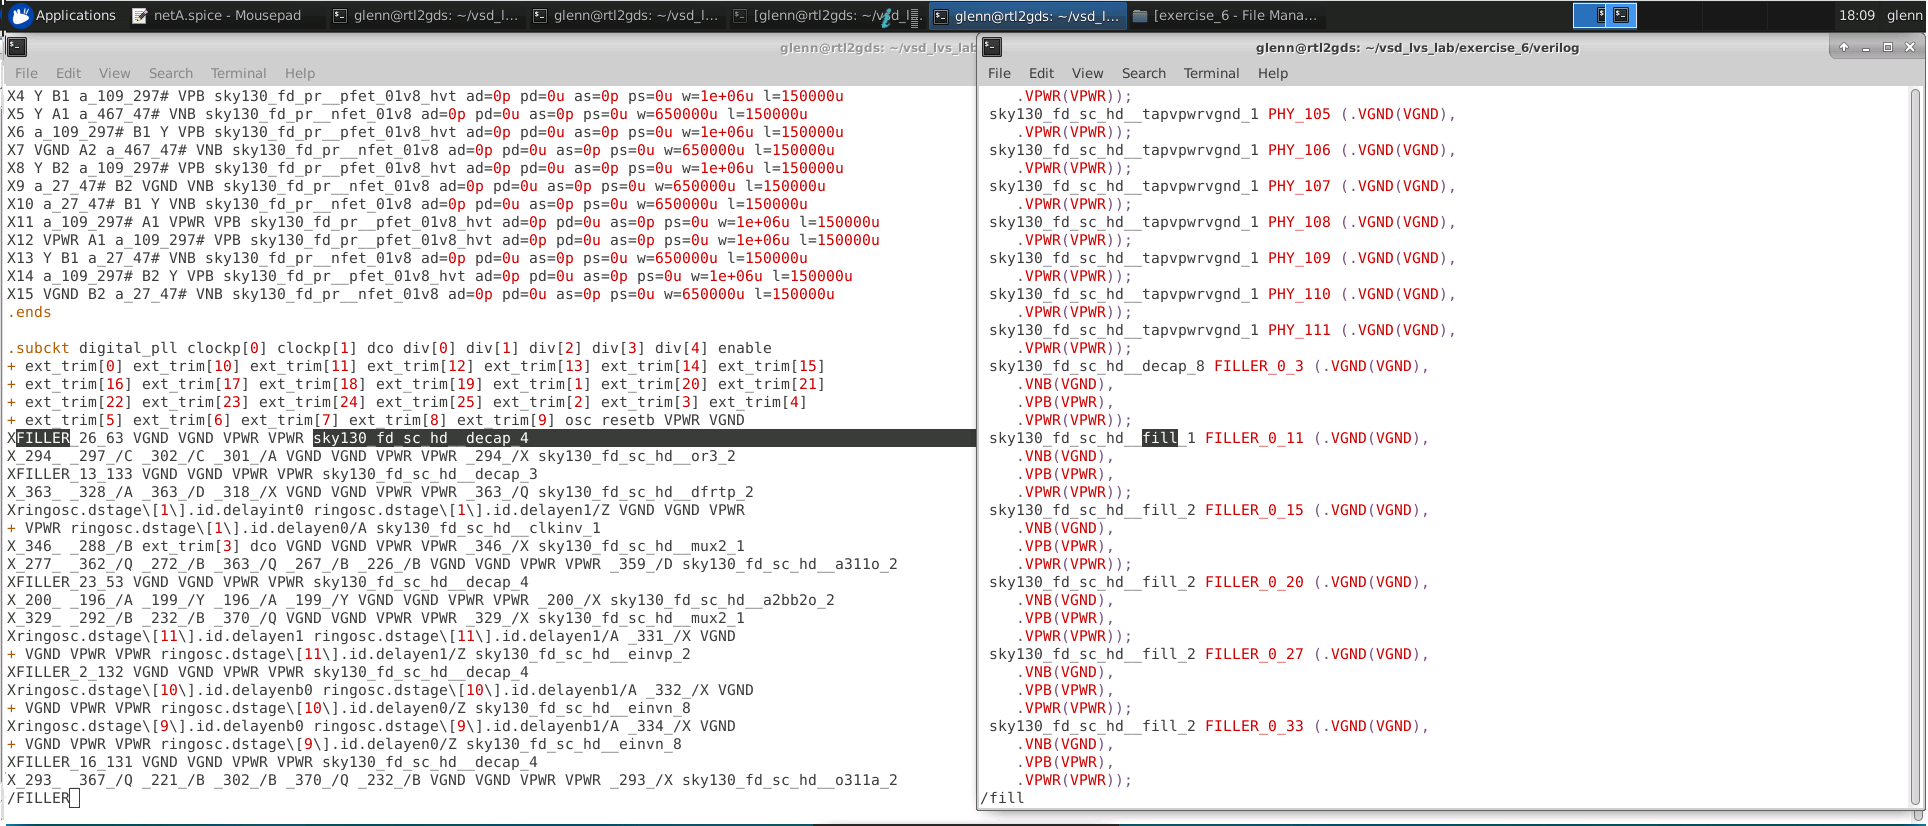 Applications
netA.spice - Mousepad
glenn@rtl2gds: ~/vsd_l...
glenn@rtl2gds: ~/vsd_l...
[glenn@rtl2gds: ~/vsd_l...
glenn@rtl2gds: ~/vsd_l...
[exercise_6 - File Mana...
18:09
glenn
glenn@rtl2gds: ~/vsd_lvs_lab
File Edit View Search Terminal Help
X4 Y B1 a_109_297# VPB sky130_fd_pr__pfet_01v8_hvt ad=0p pd=0u as=0p ps=0u w=1e+06u l=150000u
X5 Y A1 a_467_47# VNB sky130_fd_pr__nfet_01v8 ad=0p pd=0u as=0p ps=0u w=650000u l=150000u
X6 a_109_297# B1 Y VPB sky130_fd_pr__pfet_01v8_hvt ad=0p pd=0u as=0p ps=0u w=1e+06u l=150000u
X7 VGND A2 a_467_47# VNB sky130_fd_pr__nfet_01v8 ad=0p pd=0u as=0p ps=0u w=650000u l=150000u
X8 Y B2 a_109_297# VPB sky130_fd_pr__pfet_01v8_hvt ad=0p pd=0u as=0p ps=0u w=1e+06u l=150000u
X9 a_27_47# B2 VGND VNB sky130_fd_pr__nfet_01v8 ad=0p pd=0u as=0p ps=0u w=650000u l=150000u
X10 a_27_47# B1 Y VNB sky130_fd_pr__nfet_01v8 ad=0p pd=0u as=0p ps=0u w=650000u l=150000u
X11 a_109_297# A1 VPWR VPB sky130_fd_pr__pfet_01v8_hvt ad=0p pd=0u as=0p ps=0u w=1e+06u l=150000u
X12 VPWR A1 a_109_297# VPB sky130_fd_pr__pfet_01v8_hvt ad=0p pd=0u as=0p ps=0u w=1e+06u l=150000u
X13 Y B1 a_27_47# VNB sky130_fd_pr__nfet_01v8 ad=0p pd=0u as=0p ps=0u w=650000u l=150000u
X14 a_109_297# B2 Y VPB sky130_fd_pr__pfet_01v8_hvt ad=0p pd=0u as=0p ps=0u w=1e+06u l=150000u
X15 VGND B2 a_27_47# VNB sky130_fd_pr__nfet_01v8 ad=0p pd=0u as=0p ps=0u w=650000u l=150000u
.ends
.subckt digital_pll clockp[0] clockp[1] dco div[0] div[1] div[2] div[3] div[4] enable
+ ext_trim[0] ext_trim[10] ext_trim[11] ext_trim[12] ext_trim[13] ext_trim[14] ext_trim[15]
+ ext_trim[16] ext_trim[17] ext_trim[18] ext_trim[19] ext_trim[1] ext_trim[20] ext_trim[21]
+ ext_trim[22] ext_trim[23] ext_trim[24] ext_trim[25] ext_trim[2] ext_trim[3] ext_trim[4]
+ ext_trim[5] ext_trim[6] ext_trim[7] ext_trim[8] ext_trim[9] osc resetb VPWR VGND
XFILLER_26_63 VGND VGND VPWR VPWR sky130_fd_sc_hd__decap_4
X_294_ _297_/C _302_/C _301_/A VGND VGND VPWR VPWR _294_/X sky130_fd_sc_hd__or3_2
XFILLER_13_133 VGND VGND VPWR VPWR sky130_fd_sc_hd__decap_3
X_363_ _328_/A _363_/D _318_/X VGND VGND VPWR VPWR _363_/Q sky130_fd_sc_hd__dfrtp_2
Xringosc.dstage\[1\].id.delayint0 ringosc.dstage\[1\].id.delayen1/Z VGND VGND VPWR
+ VPWR ringosc.dstage\[1\].id.delayen0/A sky130_fd_sc_hd__clkinv_1
X_346_ _288_/B ext_trim[3] dco VGND VGND VPWR VPWR _346_/X sky130_fd_sc_hd__mux2_1
X_277_ _362_/Q _272_/B _363_/Q _267_/B _226_/B VGND VGND VPWR VPWR _359_/D sky130_fd_sc_hd__a311o_2
XFILLER_23_53 VGND VGND VPWR VPWR sky130_fd_sc_hd__decap_4
X_200_ _196_/A _199_/Y _196_/A _199_/Y VGND VGND VPWR VPWR _200_/X sky130_fd_sc_hd__a2bb2o_2
X_329_ _292_/B _232_/B _370_/Q VGND VGND VPWR VPWR _329_/X sky130_fd_sc_hd__mux2_1
Xringosc.dstage\[11\].id.delayen1 ringosc.dstage\[11\].id.delayen1/A _331_/X VGND
+ VGND VPWR VPWR ringosc.dstage\[11\].id.delayen1/Z sky130_fd_sc_hd__einvp_2
XFILLER_2_132 VGND VGND VPWR VPWR sky130_fd_sc_hd__decap_4
Xringosc.dstage\[10\].id.delayenb0 ringosc.dstage\[10\].id.delayenb1/A _332_/X VGND
+ VGND VPWR VPWR ringosc.dstage\[10\].id.delayen0/Z sky130_fd_sc_hd__einvn_8
Xringosc.dstage\[9\].id.delayenb0 ringosc.dstage\[9\].id.delayenb1/A _334_/X VGND
+ VGND VPWR VPWR ringosc.dstage\[9\].id.delayen0/Z sky130_fd_sc_hd__einvn_8
XFILLER_16_131 VGND VGND VPWR VPWR sky130_fd_sc_hd__decap_4
X_293_ _367_/Q _221_/B _302_/B _370_/Q _232_/B VGND VGND VPWR VPWR _293_/X sky130_fd_sc_hd__o311a_2
/FILLER
glenn@rtl2gds: ~/vsd_lvs_lab/exercise_6/verilog
File Edit View Search Terminal Help
.VPWR(VPWR));
sky130_fd_sc_hd__tapvpwrvgnd_1 PHY_105 (.VGND(VGND),
.VPWR(VPWR));
sky130_fd_sc_hd__tapvpwrvgnd_1 PHY_106 (.VGND(VGND),
.VPWR(VPWR));
sky130_fd_sc_hd__tapvpwrvgnd_1 PHY_107 (.VGND(VGND),
.VPWR(VPWR));
sky130_fd_sc_hd__tapvpwrvgnd_1 PHY_108 (.VGND(VGND),
.VPWR(VPWR));
sky130_fd_sc_hd__tapvpwrvgnd_1 PHY_109 (.VGND(VGND),
.VPWR(VPWR));
sky130_fd_sc_hd__tapvpwrvgnd_1 PHY_110 (.VGND(VGND),
.VPWR(VPWR));
sky130_fd_sc_hd__tapvpwrvgnd_1 PHY_111 (.VGND(VGND),
.VPWR(VPWR));
sky130_fd_sc_hd__decap_8 FILLER_0_3 (.VGND(VGND),
.VNB(VGND),
.VPB(VPWR),
.VPWR(VPWR));
sky130_fd_sc_hd__fill_1 FILLER_0_11 (.VGND(VGND),
.VNB(VGND),
.VPB(VPWR),
.VPWR(VPWR));
sky130_fd_sc_hd__fill_2 FILLER_0_15 (.VGND(VGND),
.VNB(VGND),
.VPB(VPWR),
.VPWR(VPWR));
sky130_fd_sc_hd__fill_2 FILLER_0_20 (.VGND(VGND),
.VNB(VGND),
.VPB(VPWR),
.VPWR(VPWR));
sky130_fd_sc_hd__fill_2 FILLER_0_27 (.VGND(VGND),
.VNB(VGND),
.VPB(VPWR),
.VPWR(VPWR));
sky130_fd_sc_hd__fill_2 FILLER_0_33 (.VGND(VGND),
.VNB(VGND),
.VPB(VPWR),
.VPWR(VPWR));
/fill